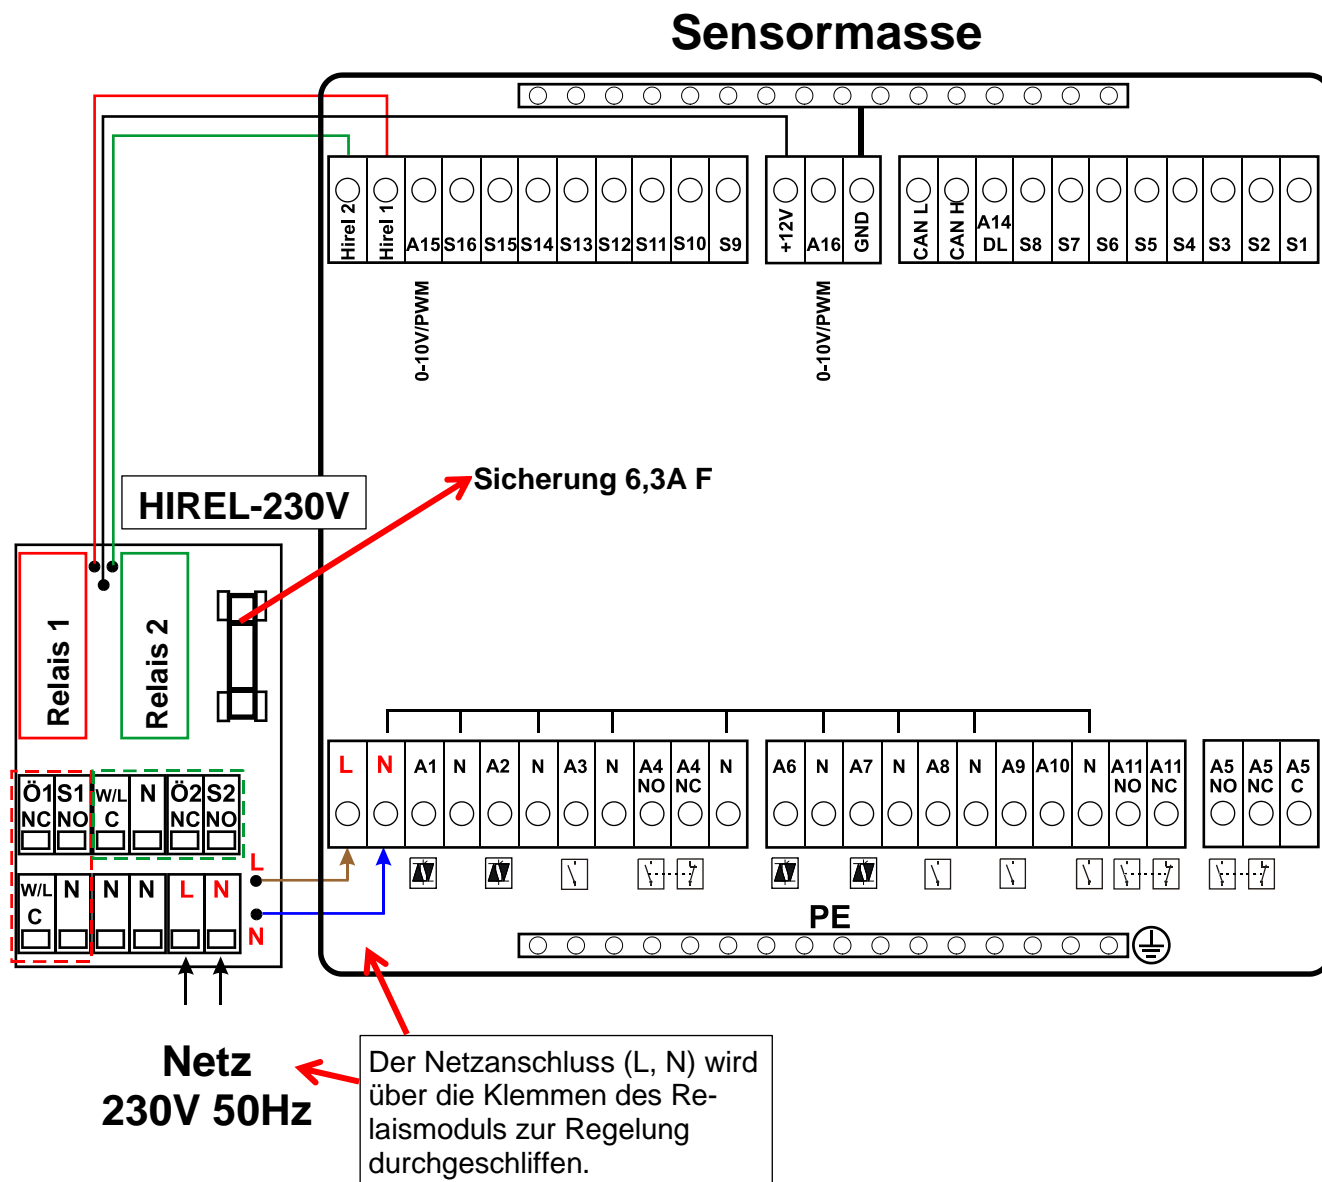 Sensormasse
Hirel 2 Hirel 1 A15 S16 S15 S14 S13 S12 S11 S10 S9
+12V A16 GND
CAN L CAN H A14 DL S8 S7 S6 S5 S4 S3 S2 S1
0-10V/PWM
0-10V/PWM
Sicherung 6,3A F
HIREL-230V
Relais 1
Relais 2
L N A1 N A2 N A3 N A4 NO A4 NC N
A6 N A7 N A8 N A9 A10 N A11 NO A11 NC
A5 NO A5 NC A5 C
Ö1 NC S1 NO W/L C N Ö2 NC S2 NO
L
W/L C N N N L N
N
PE
Netz
230V 50Hz
Der Netzanschluss (L, N) wird
über die Klemmen des Re-
laismoduls zur Regelung
durchgeschliffen.